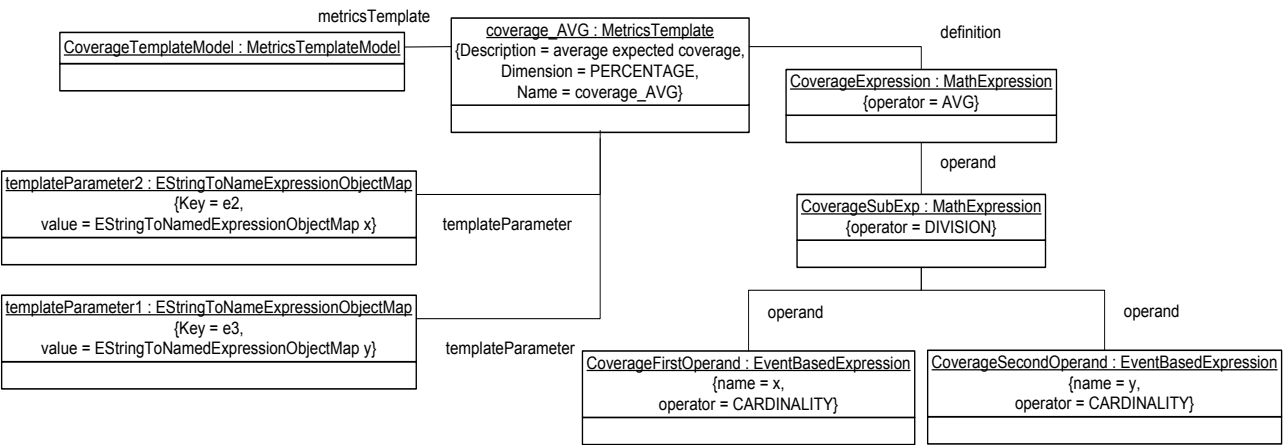 metricsTemplate
CoverageTemplateModel : MetricsTemplateModel
coverage_AVG : MetricsTemplate
{Description = average expected coverage,
Dimension = PERCENTAGE,
Name = coverage_AVG}
definition
CoverageExpression : MathExpression
{operator = AVG}
operand
templateParameter2 : EStringToNameExpressionObjectMap
{Key = e2,
value = EStringToNamedExpressionObjectMap x}
templateParameter
CoverageSubExp : MathExpression
{operator = DIVISION}
templateParameter1 : EStringToNameExpressionObjectMap
{Key = e3,
value = EStringToNamedExpressionObjectMap y}
templateParameter
operand
operand
CoverageFirstOperand : EventBasedExpression
{name = x,
operator = CARDINALITY}
CoverageSecondOperand : EventBasedExpression
{name = y,
operator = CARDINALITY}